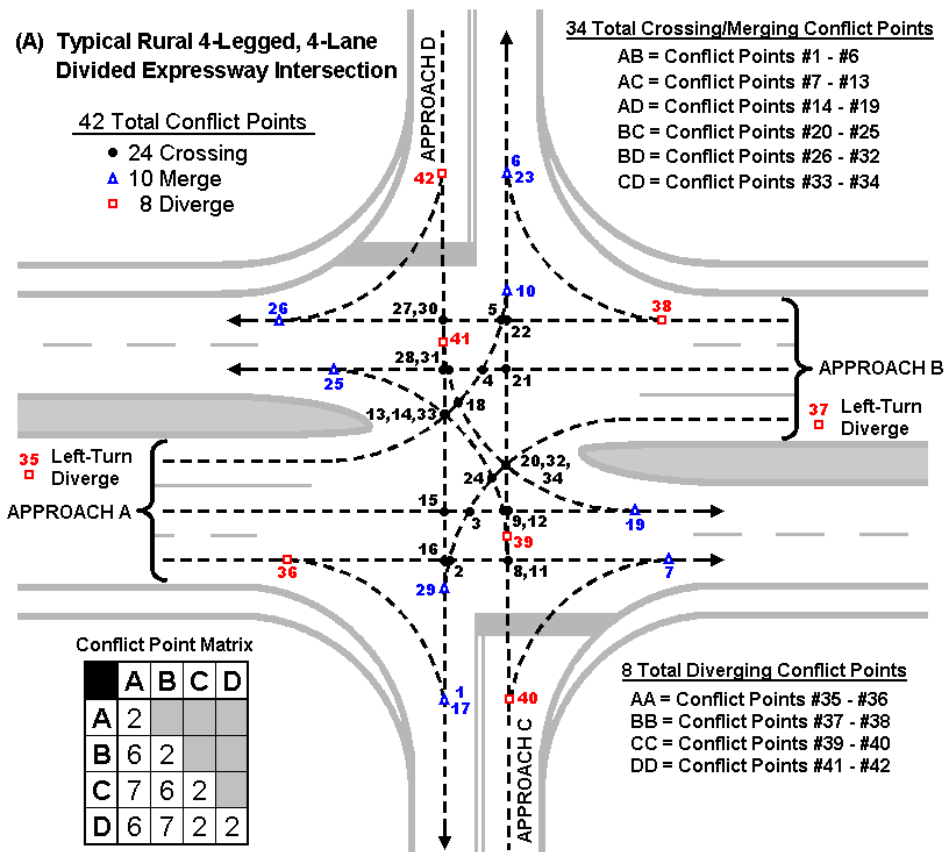 (A) Typical Rural 4-Legged, 4-Lane
Divided Expressway Intersection
42 Total Conflict Points
24 Crossing
10 Merge
8 Diverge
34 Total Crossing/Merging Conflict Points
AB = Conflict Points #1 - #6
AC = Conflict Points #7 - #13
AD = Conflict Points #14 - #19
BC = Conflict Points #20 - #25
BD = Conflict Points #26 - #32
CD = Conflict Points #33 - #34
APPROACH D
42
6
23
26
27,30
5
10
22
38
41
28,31
25
4
21
APPROACH B
18
13,14,33
37 Left-Turn
Diverge
35 Left-Turn
Diverge
20,32,
34
24
APPROACH A
15
3
9,12
19
39
16
2
8,11
7
36
29
1
17
40
APPROACH C
Conflict Point Matrix
A B C D
A 2
B 6 2
C 7 6 2
D 6 7 2 2
8 Total Diverging Conflict Points
AA = Conflict Points #35 - #36
BB = Conflict Points #37 - #38
CC = Conflict Points #39 - #40
DD = Conflict Points #41 - #42